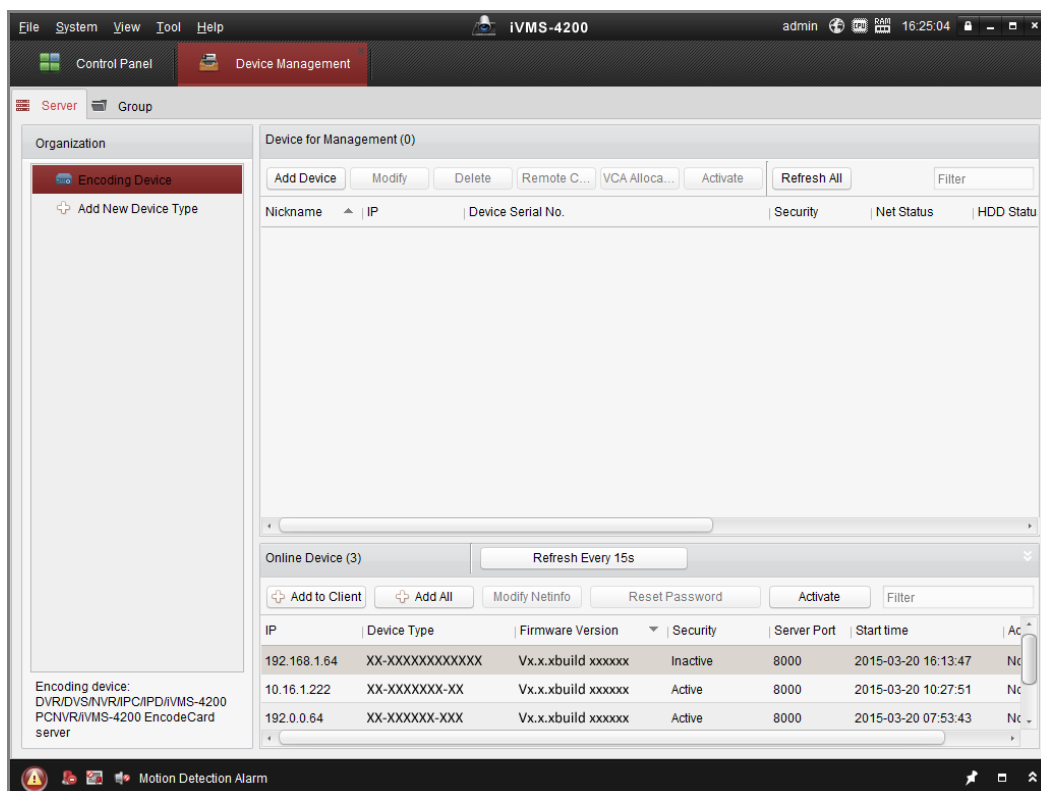 File System View Tool Help iVMS-4200 admin CPU RAM 16:25:04
Control Panel Device Management
Server Group
Organization
Encoding Device
Add New Device Type
Encoding device:
DVR/DVS/NVR/IPC/IPD/iVMS-4200
PCNVR/iVMS-4200 EncodeCard
server
Device for Management (0)
Add Device Modify Delete Remote C... VCA Alloca... Activate Refresh All Filter
Nickname IP Device Serial No. Security Net Status HDD Statu
Online Device (3) Refresh Every 15s
Add to Client Add All Modify Netinfo Reset Password Activate Filter
IP Device Type Firmware Version Security Server Port Start time Ad
192.168.1.64 XX-XXXXXXXXXXXX Vx.x.xbuild xxxxxx Inactive 8000 2015-03-20 16:13:47 No
10.16.1.222 XX-XXXXXXX-XX Vx.x.xbuild xxxxxx Active 8000 2015-03-20 10:27:51 No
192.0.0.64 XX-XXXXXX-XXX Vx.x.xbuild xxxxxx Active 8000 2015-03-20 07:53:43 No
Motion Detection Alarm